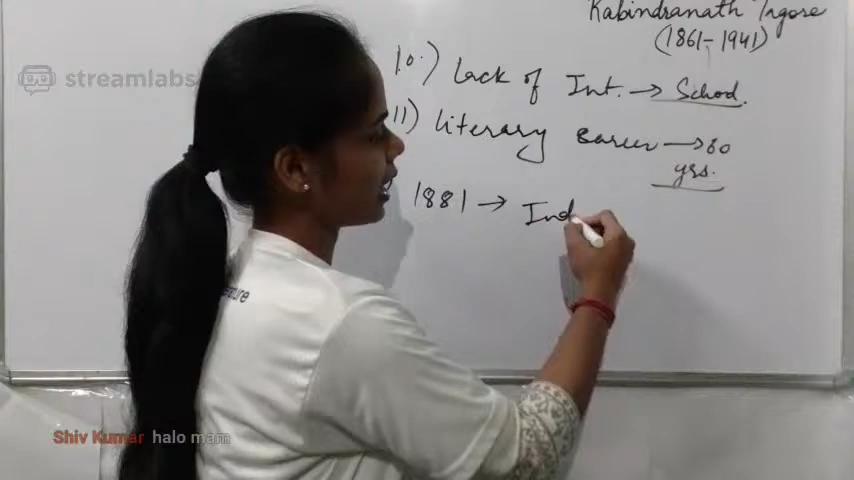 Rabindranath Tagore
(1861-1941)
streamlabs
10.) Lack of Int. → School.
11) literary career → 60
yrs.
1881 → Ind
Shiv Kumar halo mam